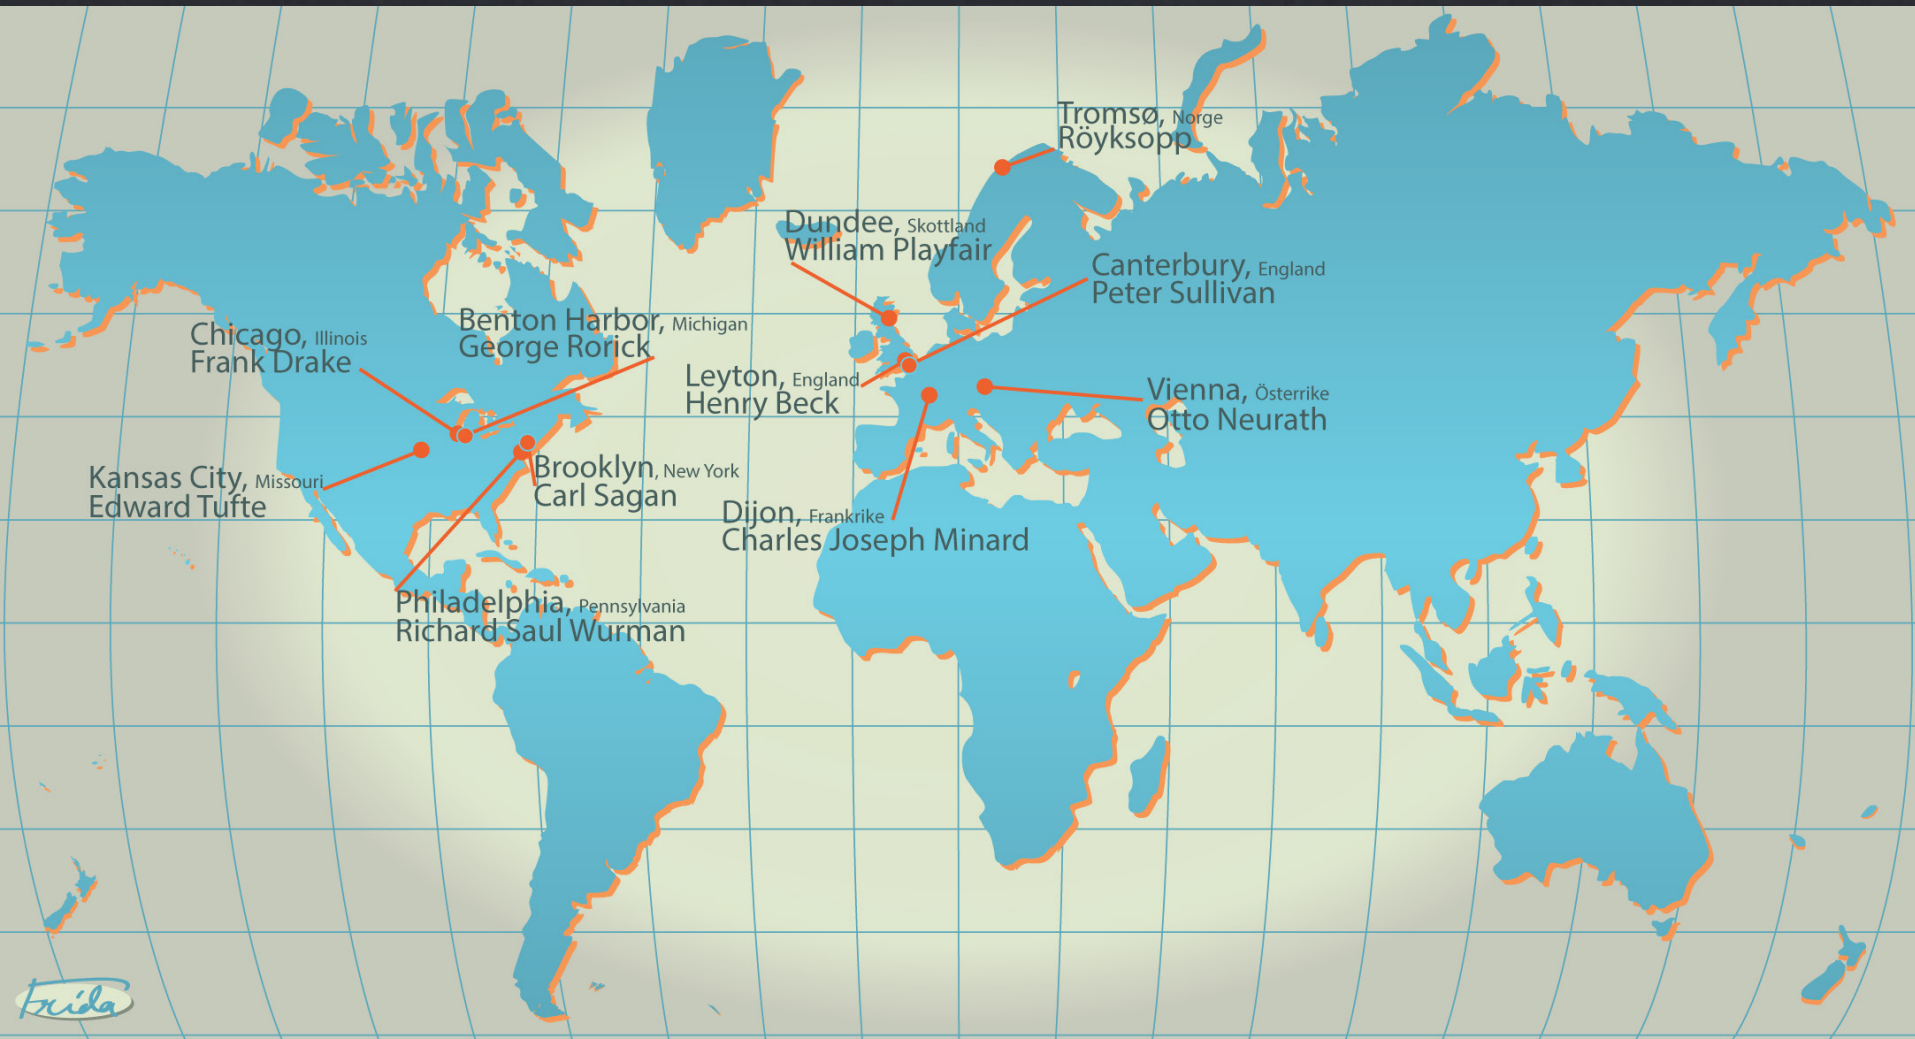 Tromsø, Norge
Röyksopp
Dundee, Skottland
William Playfair
Canterbury, England
Peter Sullivan
Chicago, Illinois
Frank Drake
Benton Harbor, Michigan
George Rorick
Leyton, England
Henry Beck
Vienna, Österrike
Otto Neurath
Kansas City, Missouri
Edward Tufte
Brooklyn, New York
Carl Sagan
Dijon, Frankrike
Charles Joseph Minard
Philadelphia, Pennsylvania
Richard Saul Wurman
Frida